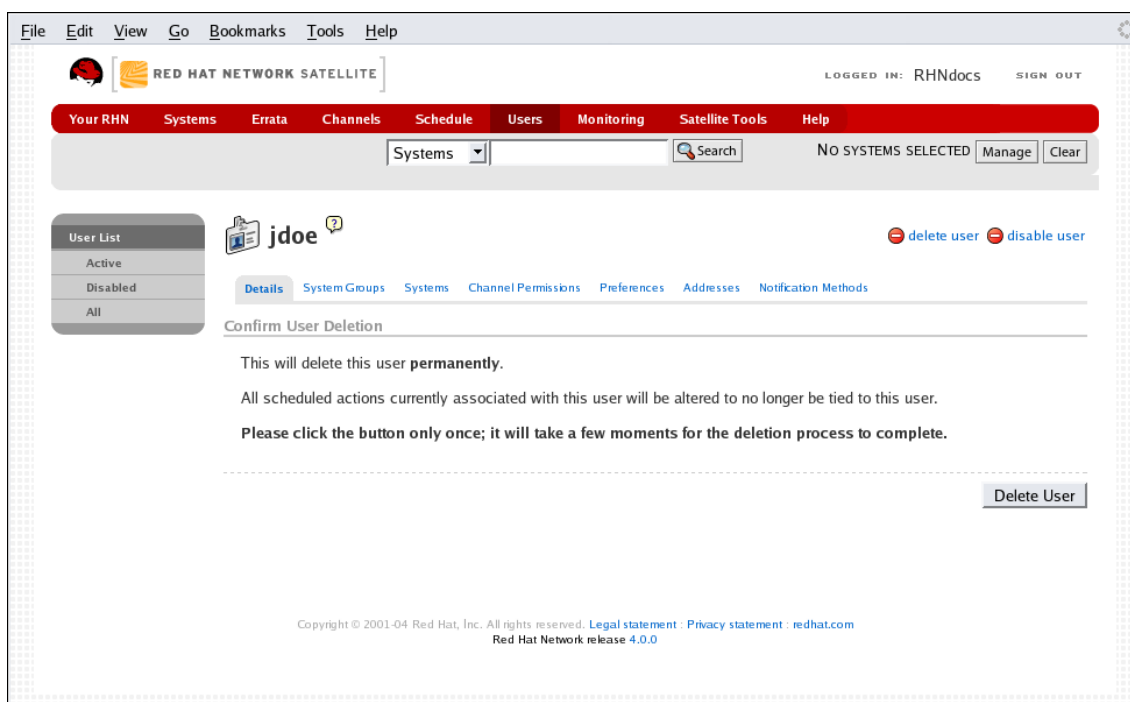 File Edit View Go Bookmarks Tools Help
RED HAT NETWORK SATELLITE
LOGGED IN: RHNdocs SIGN OUT
Your RHN Systems Errata Channels Schedule Users Monitoring Satellite Tools Help
Systems Search NO SYSTEMS SELECTED Manage Clear
User List
Active
Disabled
All
jdoe ?
delete user disable user
Details System Groups Systems Channel Permissions Preferences Addresses Notification Methods
Confirm User Deletion
This will delete this user permanently.
All scheduled actions currently associated with this user will be altered to no longer be tied to this user.
Please click the button only once; it will take a few moments for the deletion process to complete.
Delete User
Copyright © 2001-04 Red Hat, Inc. All rights reserved. Legal statement : Privacy statement : redhat.com
Red Hat Network release 4.0.0